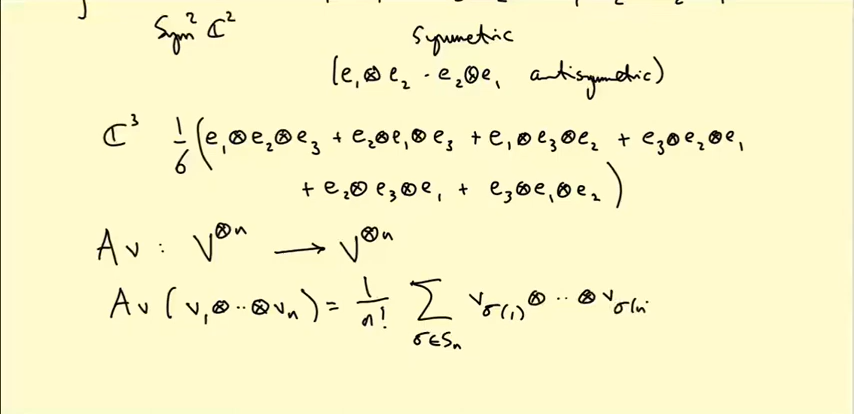 Sym² ℂ² Symmetric
(e₁⊗e₂ - e₂⊗e₁ antisymmetric)
ℂ³ 1/6 (e₁⊗e₂⊗e₃ + e₂⊗e₁⊗e₃ + e₁⊗e₃⊗e₂ + e₃⊗e₂⊗e₁
+ e₂⊗e₃⊗e₁ + e₃⊗e₁⊗e₂)
Av : V^⊗n ⟶ V^⊗n
Av(v₁⊗··⊗vₙ) = 1/n! ∑_{σ∈Sₙ} v_σ(1)⊗··⊗v_σ(n